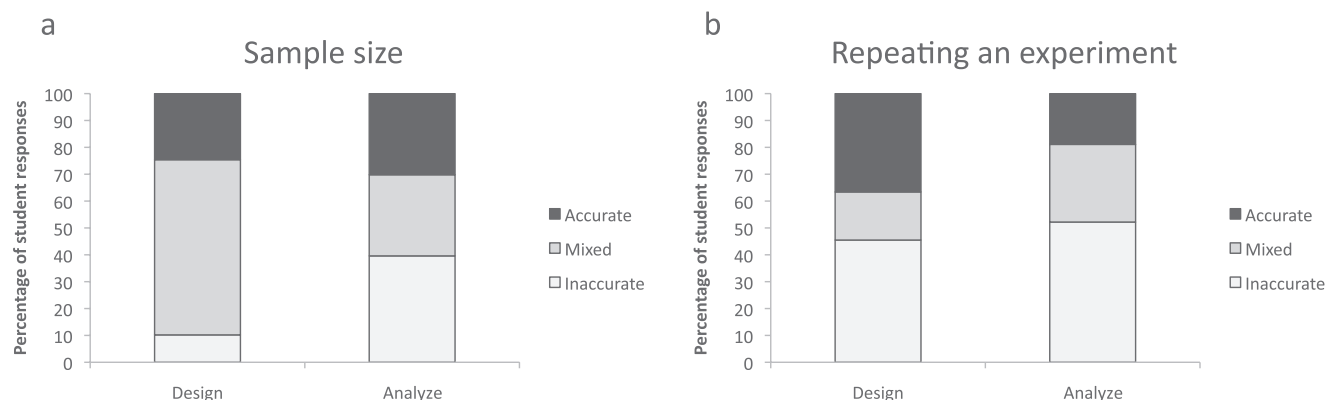 a
Sample size
Percentage of student responses
100
90
80
70
60
50
40
30
20
10
0
Design
Analyze
Accurate
Mixed
Inaccurate
b
Repeating an experiment
Percentage of student responses
100
90
80
70
60
50
40
30
20
10
0
Design
Analyze
Accurate
Mixed
Inaccurate